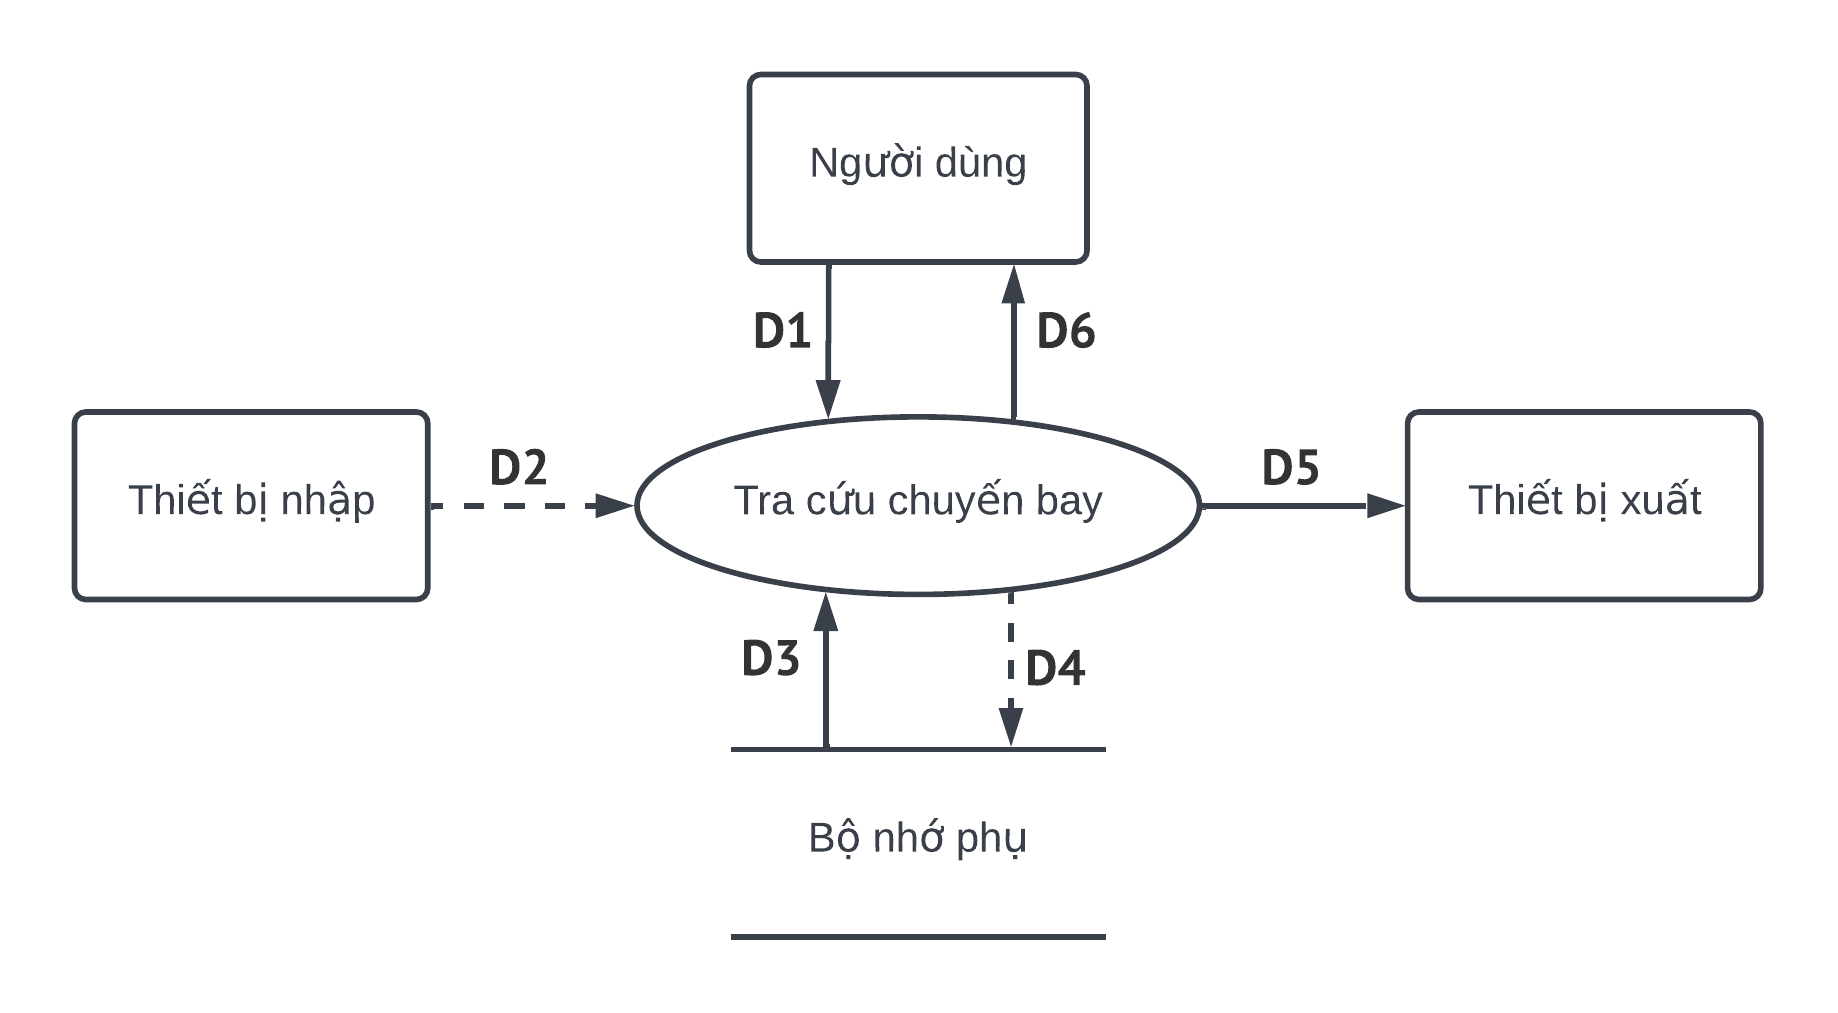 Người dùng
D1
D6
Thiết bị nhập
D2
Tra cứu chuyến bay
D5
Thiết bị xuất
D3
D4
Bộ nhớ phụ